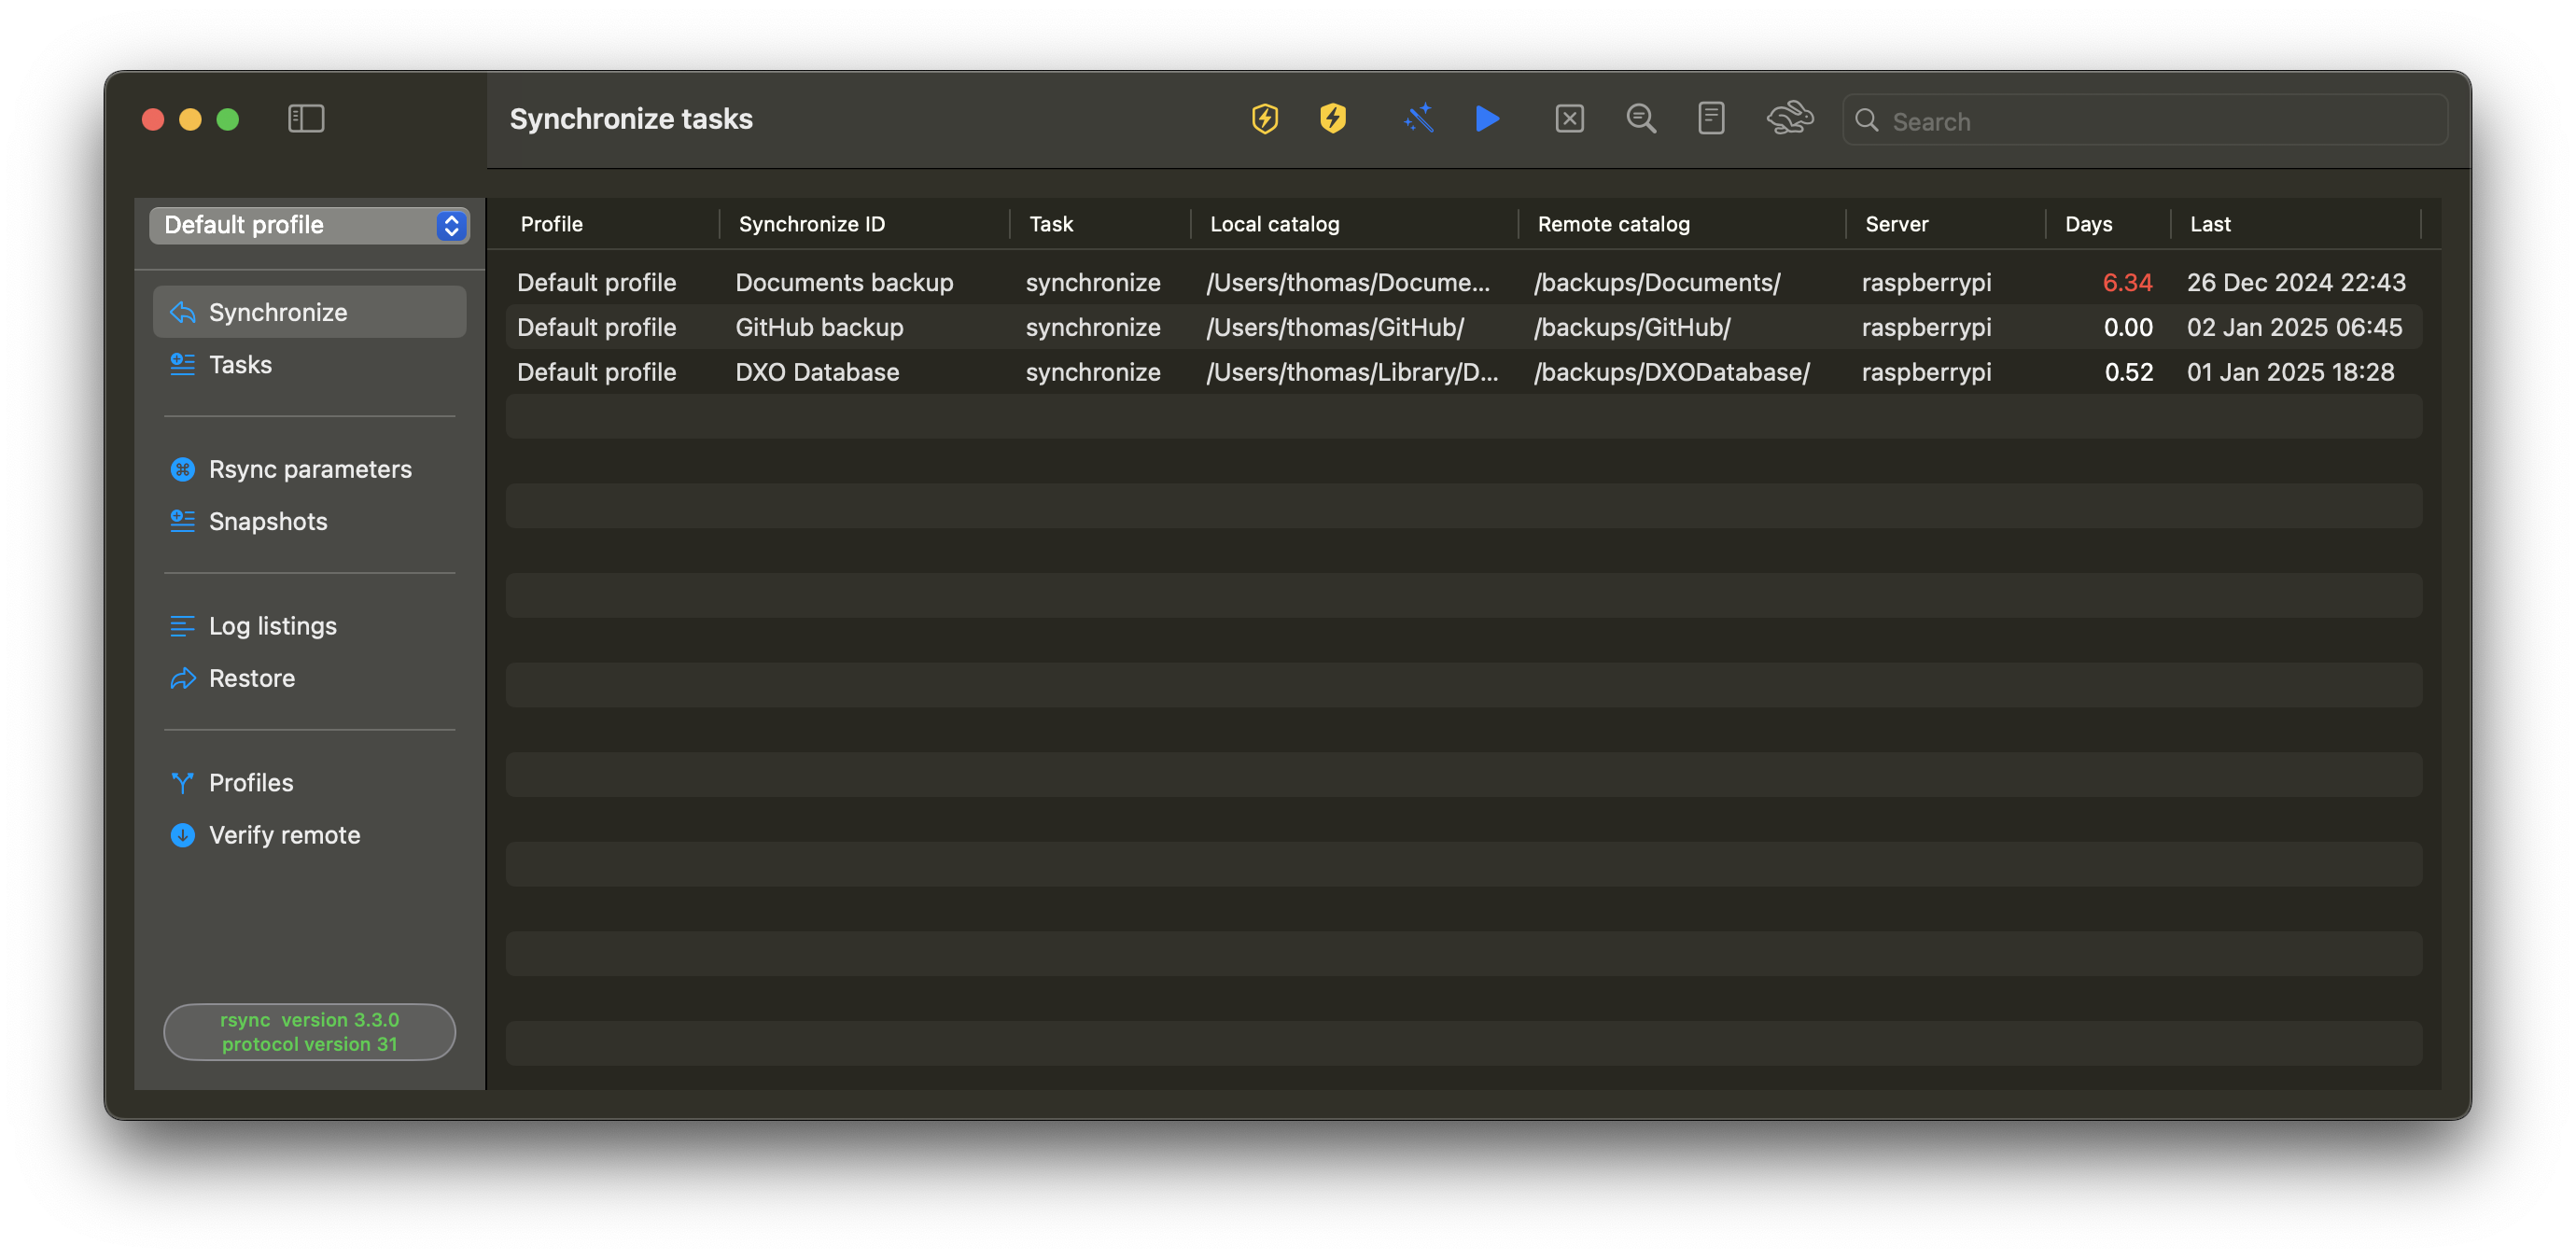 Synchronize tasks
Search
Default profile
Synchronize
Tasks
Rsync parameters
Snapshots
Log listings
Restore
Profiles
Verify remote
rsync version 3.3.0
protocol version 31
Profile Synchronize ID Task Local catalog Remote catalog Server Days Last
Default profile Documents backup synchronize /Users/thomas/Docume... /backups/Documents/ raspberrypi 6.34 26 Dec 2024 22:43
Default profile GitHub backup synchronize /Users/thomas/GitHub/ /backups/GitHub/ raspberrypi 0.00 02 Jan 2025 06:45
Default profile DXO Database synchronize /Users/thomas/Library/D... /backups/DXODatabase/ raspberrypi 0.52 01 Jan 2025 18:28